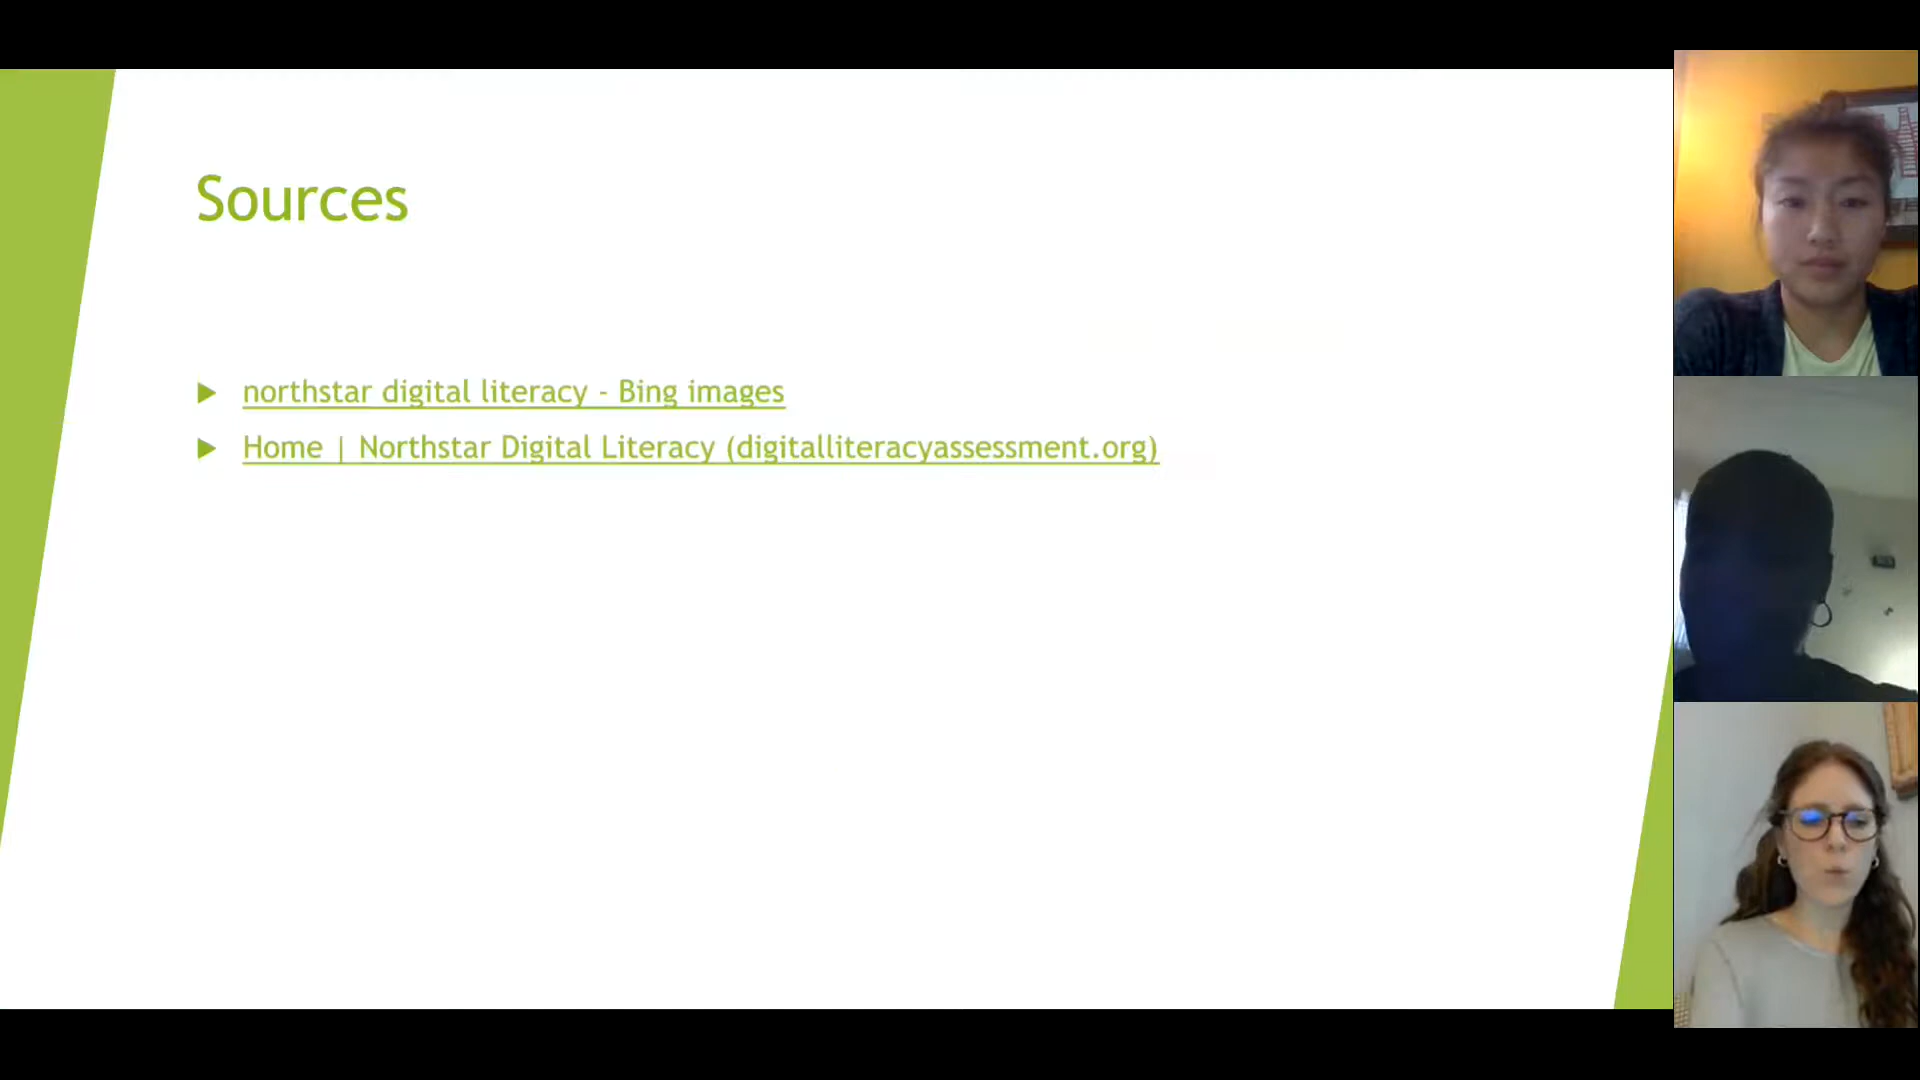 Sources
northstar digital literacy - Bing images
Home | Northstar Digital Literacy (digitalliteracyassessment.org)